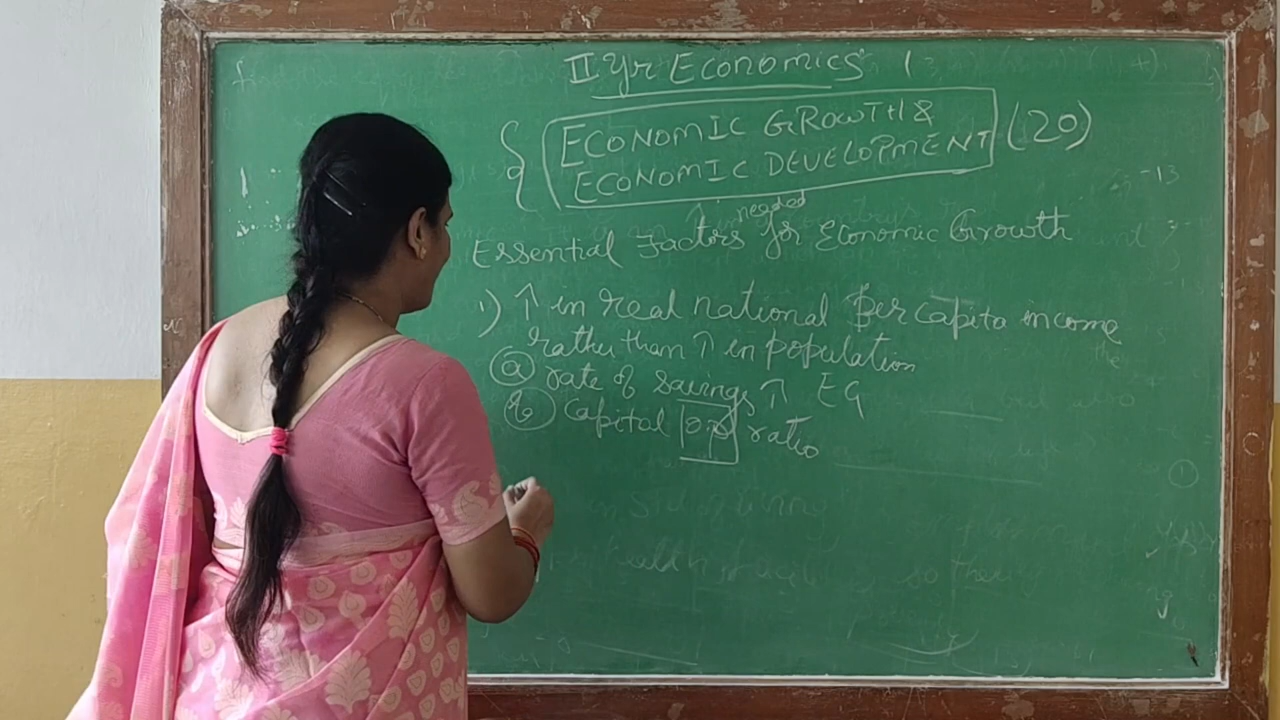 II Yr ECONOMICS
ECONOMIC GROWTH &
ECONOMIC DEVELOPMENT (20)
↑ needed
Essential Factors for Economic Growth
1) ↑ in real national per capita income
rather than ↑ in population
(a) rate of savings ↑ EG
(b) Capital op ratio